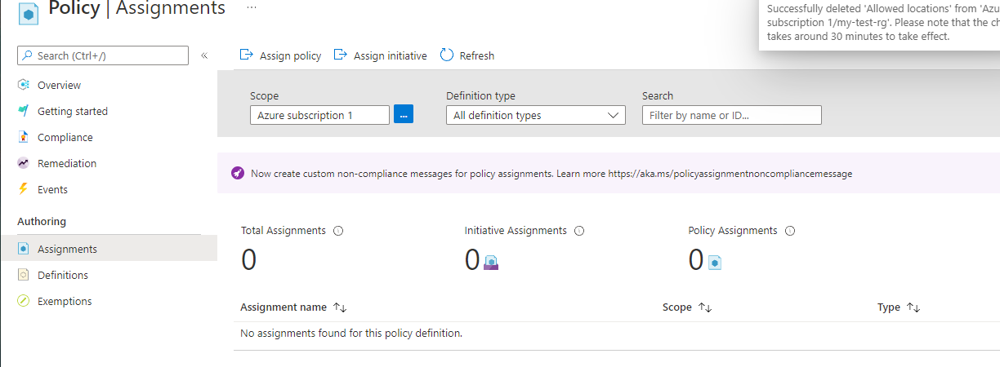 Policy | Assignments ...
Successfully deleted 'Allowed locations' from 'Azu
subscription 1/my-test-rg'. Please note that the ch
takes around 30 minutes to take effect.
Search (Ctrl+/)
«
Assign policy
Assign initiative
Refresh
Overview
Getting started
Compliance
Remediation
Events
Authoring
Assignments
Definitions
Exemptions
Scope
Azure subscription 1
...
Definition type
All definition types
Search
Filter by name or ID...
Now create custom non-compliance messages for policy assignments. Learn more https://aka.ms/policyassignmentnoncompliancemessage
Total Assignments
0
Initiative Assignments
0
Policy Assignments
0
Assignment name ↑↓ Scope ↑↓ Type ↑↓
No assignments found for this policy definition.